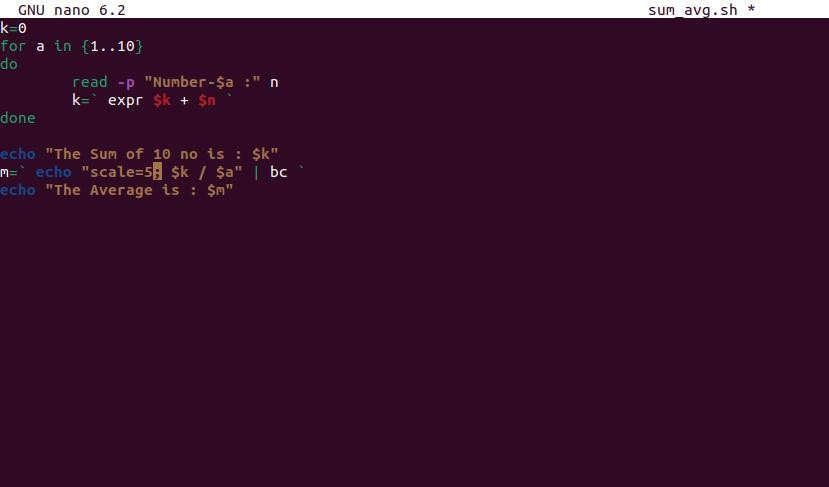 GNU nano 6.2 sum_avg.sh *
k=0
for a in {1..10}
do
read -p "Number-$a :" n
k=` expr $k + $n `
done
echo "The Sum of 10 no is : $k"
m=` echo "scale=5; $k / $a" | bc `
echo "The Average is : $m"